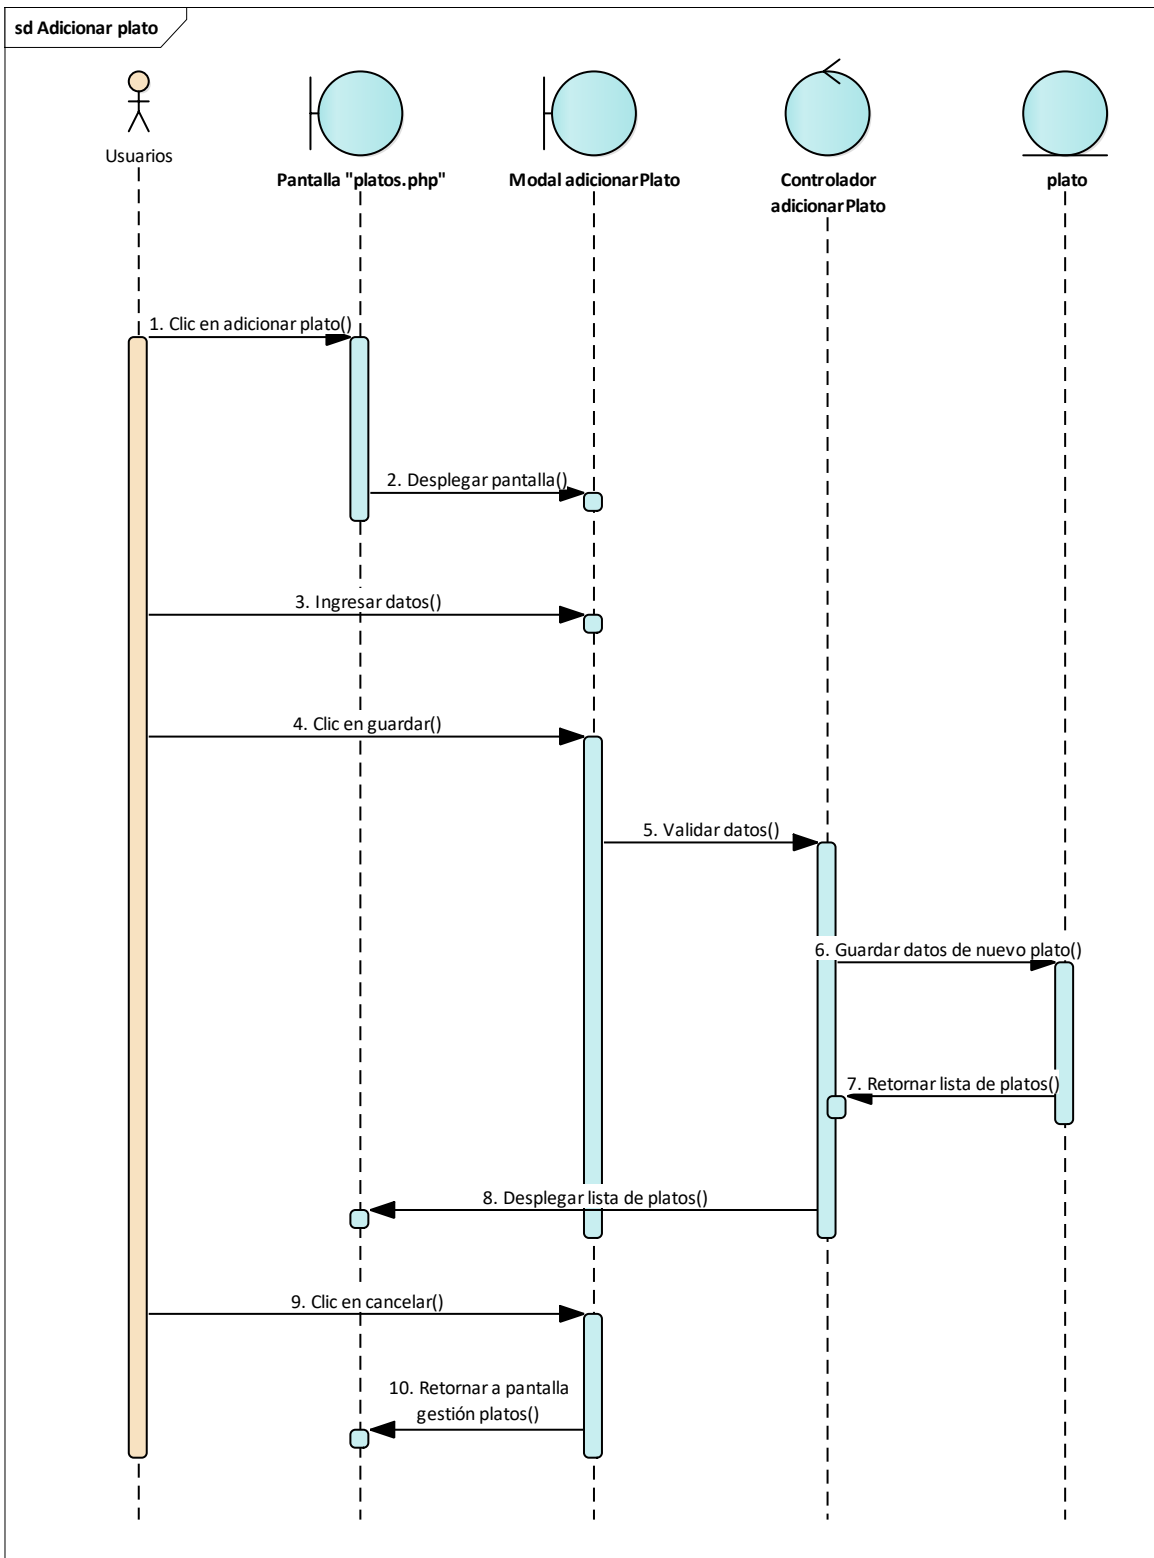 sd Adicionar plato
Usuarios
Pantalla "platos.php"
Modal adicionarPlato
Controlador
adicionarPlato
plato
1. Clic en adicionar plato()
2. Desplegar pantalla()
3. Ingresar datos()
4. Clic en guardar()
5. Validar datos()
6. Guardar datos de nuevo plato()
7. Retornar lista de platos()
8. Desplegar lista de platos()
9. Clic en cancelar()
10. Retornar a pantalla
gestión platos()